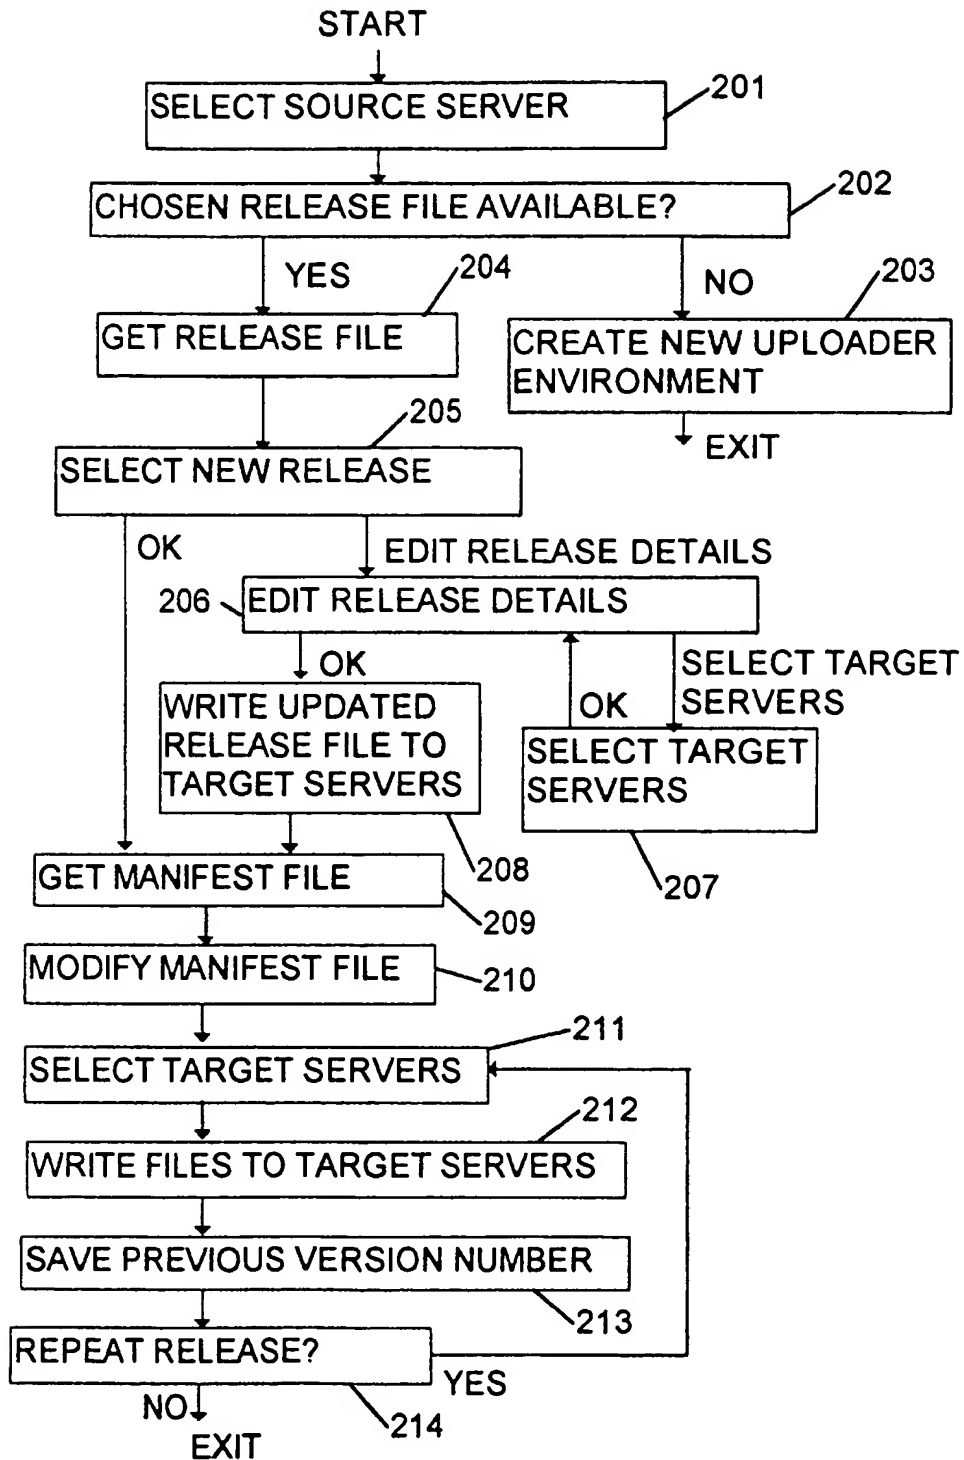 START
SELECT SOURCE SERVER
201
CHOSEN RELEASE FILE AVAILABLE?
202
YES
204
NO
203
GET RELEASE FILE
CREATE NEW UPLOADER
ENVIRONMENT
EXIT
205
SELECT NEW RELEASE
OK
EDIT RELEASE DETAILS
206
EDIT RELEASE DETAILS
OK
SELECT TARGET
SERVERS
OK
WRITE UPDATED
RELEASE FILE TO
TARGET SERVERS
SELECT TARGET
SERVERS
208
207
GET MANIFEST FILE
209
MODIFY MANIFEST FILE
210
211
SELECT TARGET SERVERS
212
WRITE FILES TO TARGET SERVERS
SAVE PREVIOUS VERSION NUMBER
213
REPEAT RELEASE?
YES
NO
214
EXIT